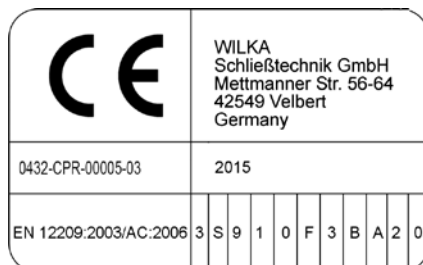 CE
WILKA
Schließtechnik GmbH
Mettmanner Str. 56-64
42549 Velbert
Germany
0432-CPR-00005-03
2015
EN 12209:2003/AC:2006 3 S 9 1 0 F 3 B A 2 0